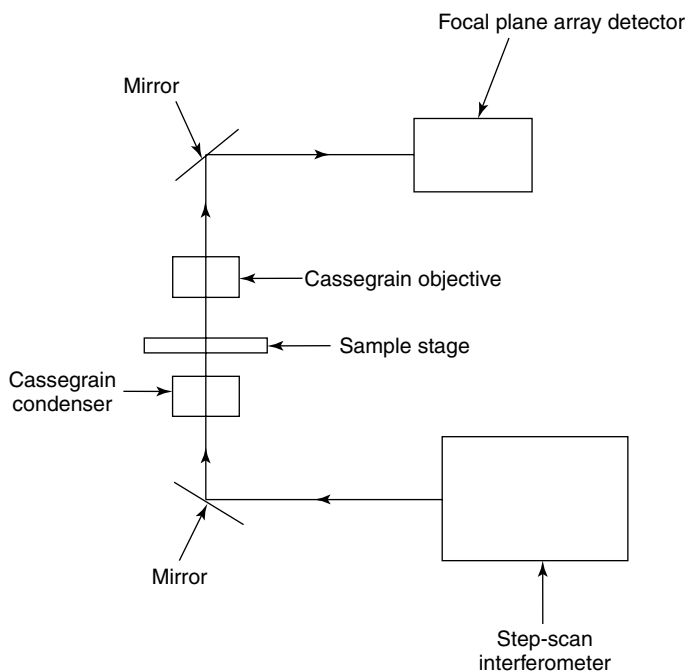 Focal plane array detector
Mirror
Cassegrain objective
Sample stage
Cassegrain
condenser
Mirror
Step-scan
interferometer